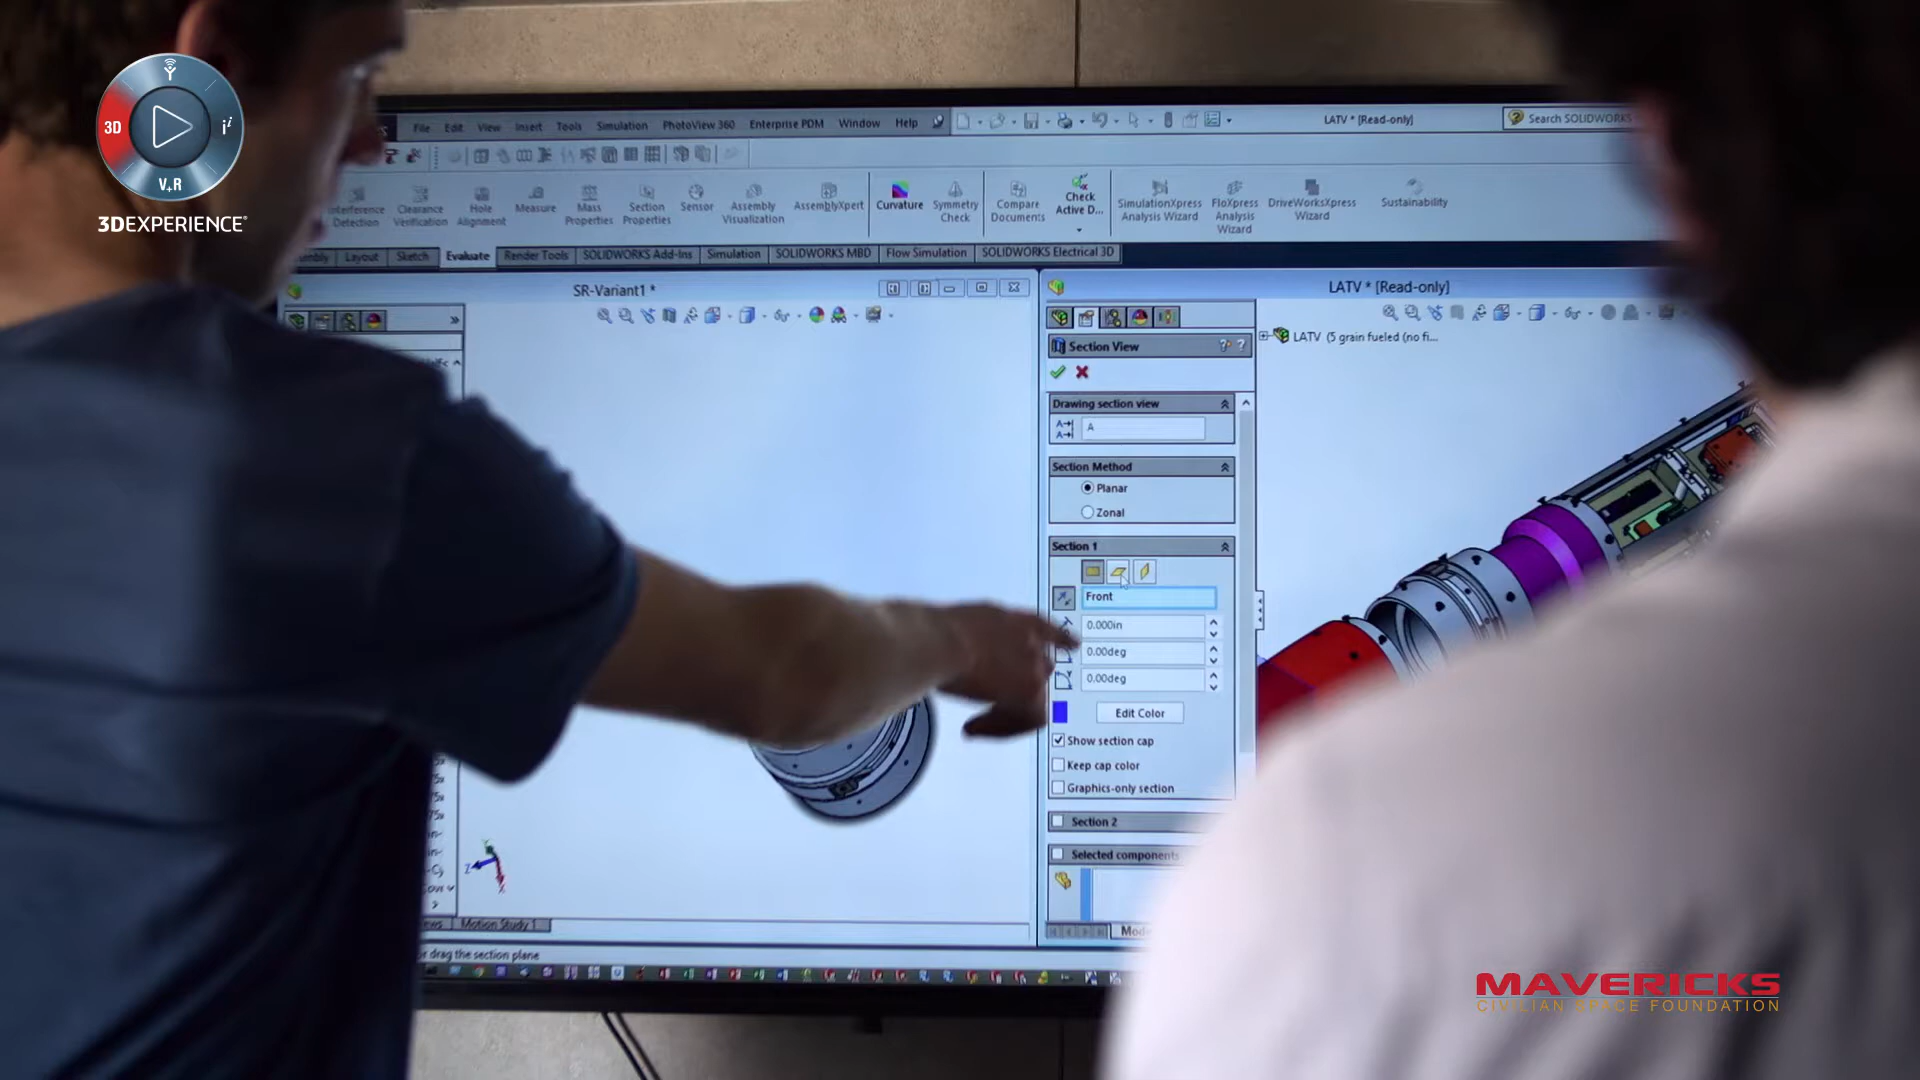 3D
V+R
3DEXPERIENCE
File Edit View Insert Tools Simulation PhotoView 360 Enterprise PDM Window Help
LATV * [Read-only]
Search SOLIDWORKS
Interference Detection
Clearance Verification
Hole Alignment
Measure
Mass Properties
Section Properties
Sensor
Assembly Visualization
AssemblyXpert
Curvature
Symmetry Check
Compare Documents
Check Active D...
SimulationXpress Analysis Wizard
FloXpress Analysis Wizard
DriveWorksXpress Wizard
Sustainability
Layout Sketch Evaluate Render Tools SOLIDWORKS Add-Ins Simulation SOLIDWORKS MBD Flow Simulation SOLIDWORKS Electrical 3D
SR-Variant1 *
LATV * [Read-only]
LATV (5 grain fueled (no fi...
Section View
Drawing section view
A
Section Method
Planar
Zonal
Section 1
Front
0.000in
0.00deg
0.00deg
Edit Color
Show section cap
Keep cap color
Graphics-only section
Section 2
Selected components
Z
X
Motion Study 1
drag the section plane
MAVERICKS
CIVILIAN SPACE FOUNDATION